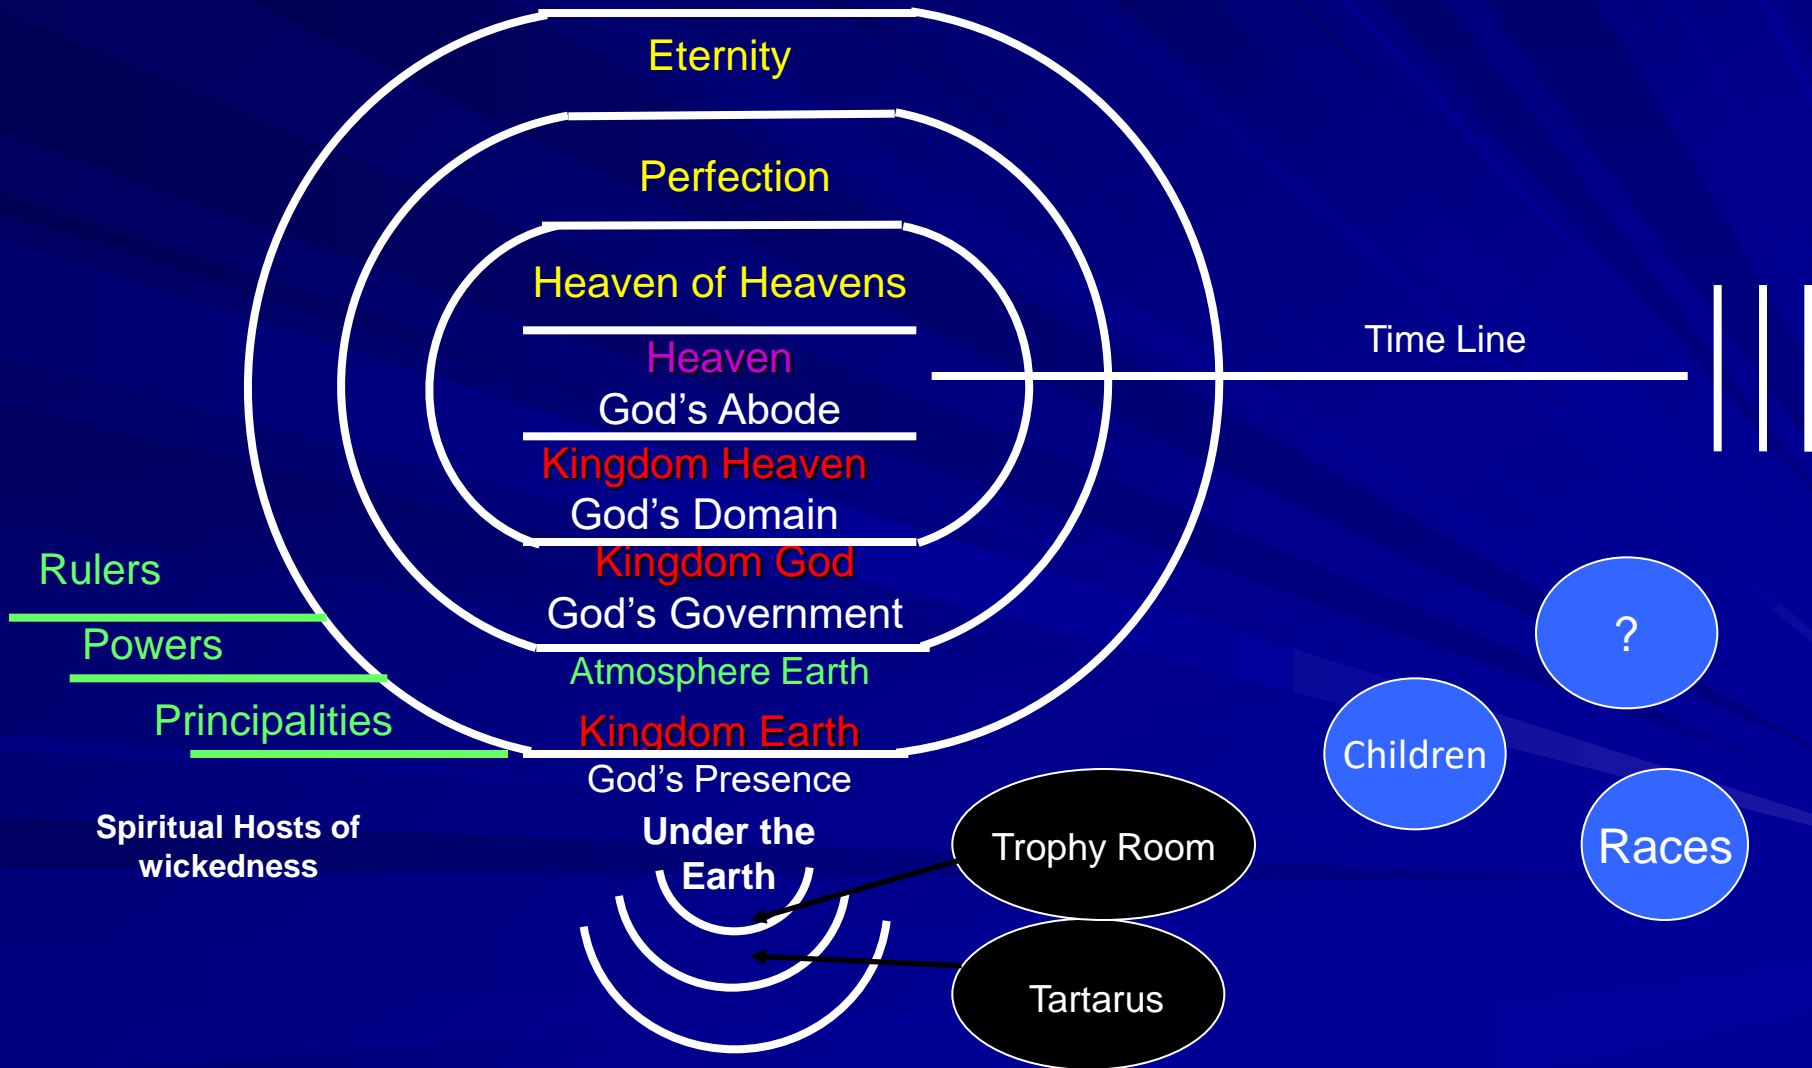 Eternity
Perfection
Heaven of Heavens
Heaven
God's Abode
Kingdom Heaven
God's Domain
Kingdom God
God's Government
Atmosphere Earth
Kingdom Earth
God's Presence
Under the
Earth
Time Line
Rulers
Powers
Principalities
Spiritual Hosts of
wickedness
Trophy Room
Tartarus
?
Children
Races